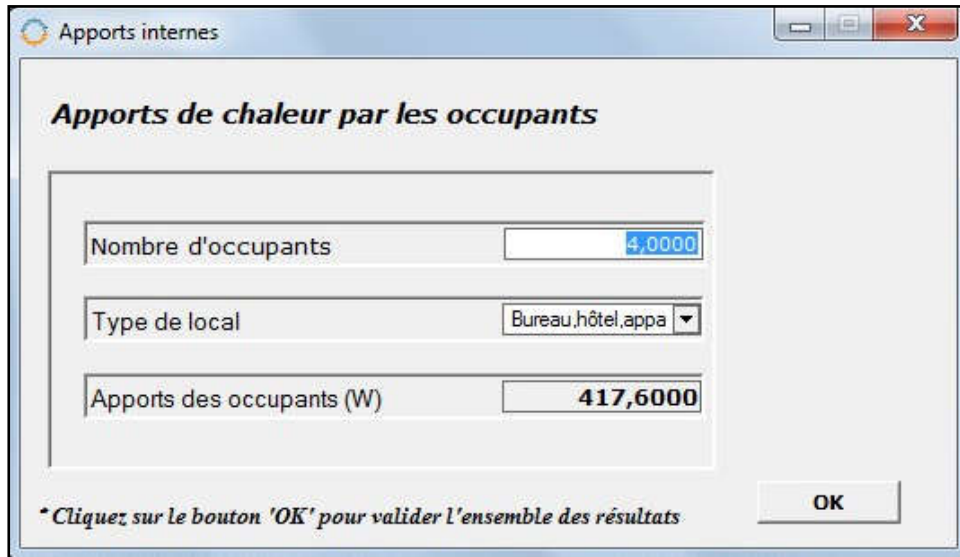 Apports internes
Apports de chaleur par les occupants
Nombre d'occupants 4,0000
Type de local Bureau,hôtel,appa
Apports des occupants (W) 417,6000
* Cliquez sur le bouton 'OK' pour valider l'ensemble des résultats
OK